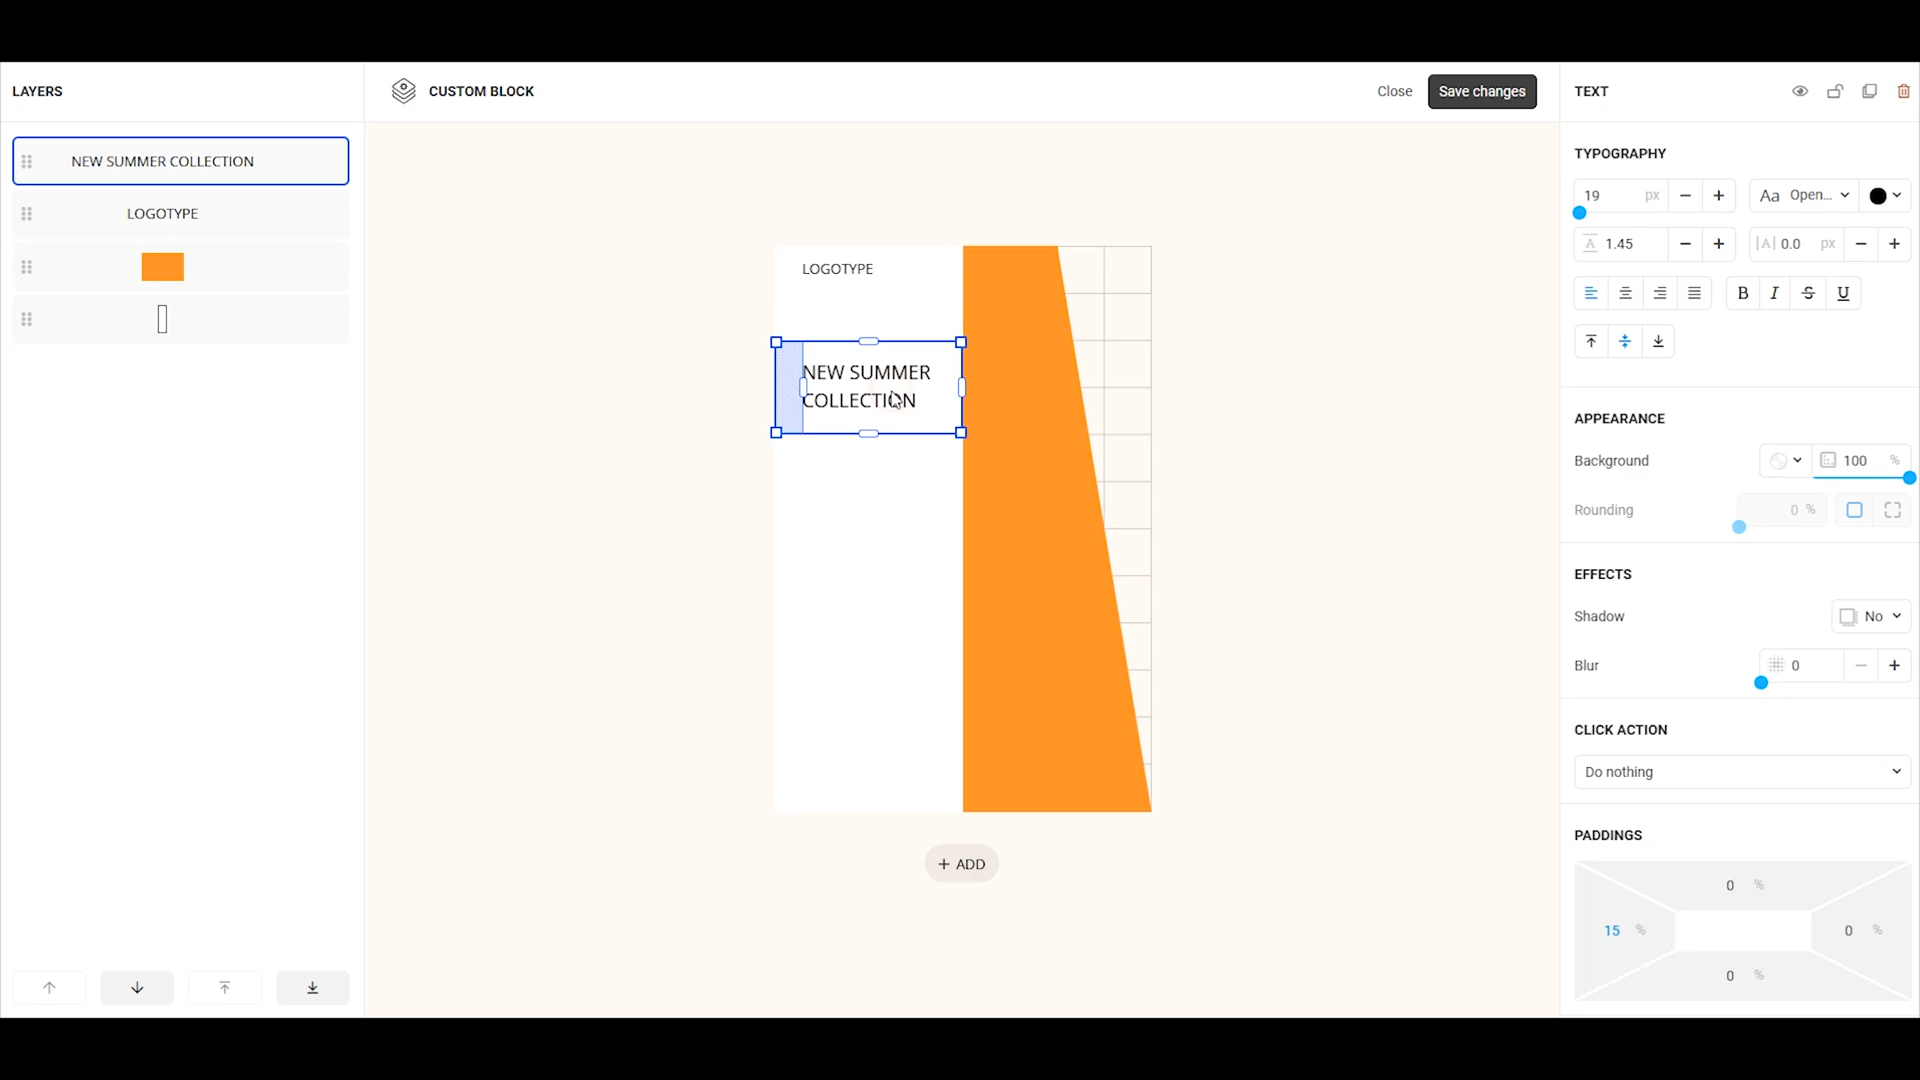 LAYERS
CUSTOM BLOCK
Close
Save changes
TEXT
NEW SUMMER COLLECTION
LOGOTYPE
LOGOTYPE
NEW SUMMER
COLLECTION
+ ADD
TYPOGRAPHY
19 px
Aa Open...
A 1.45
|A| 0.0 px
B I S U
APPEARANCE
Background
100 %
Rounding
0 %
EFFECTS
Shadow
No
Blur
0
CLICK ACTION
Do nothing
PADDINGS
0 %
15 %
0 %
0 %